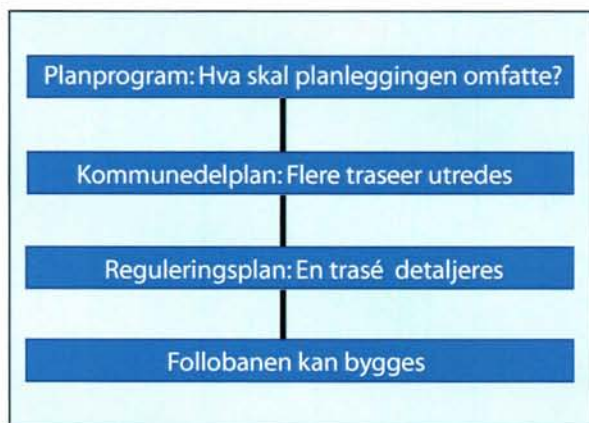 Planprogram: Hva skal planleggingen omfatte?
Kommunedelplan: Flere traseer utredes
Reguleringsplan: En trasé detaljeres
Follobanen kan bygges